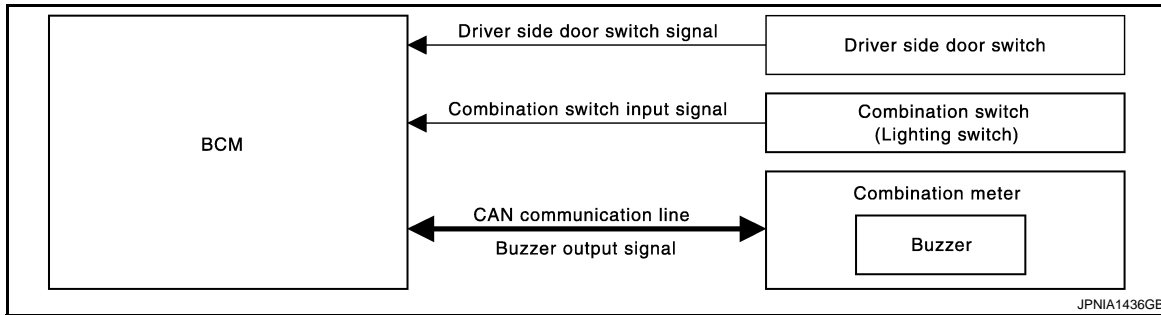 Driver side door switch signal
Driver side door switch
Combination switch input signal
Combination switch
(Lighting switch)
BCM
Combination meter
CAN communication line
Buzzer output signal
Buzzer
JPNIA1436GB